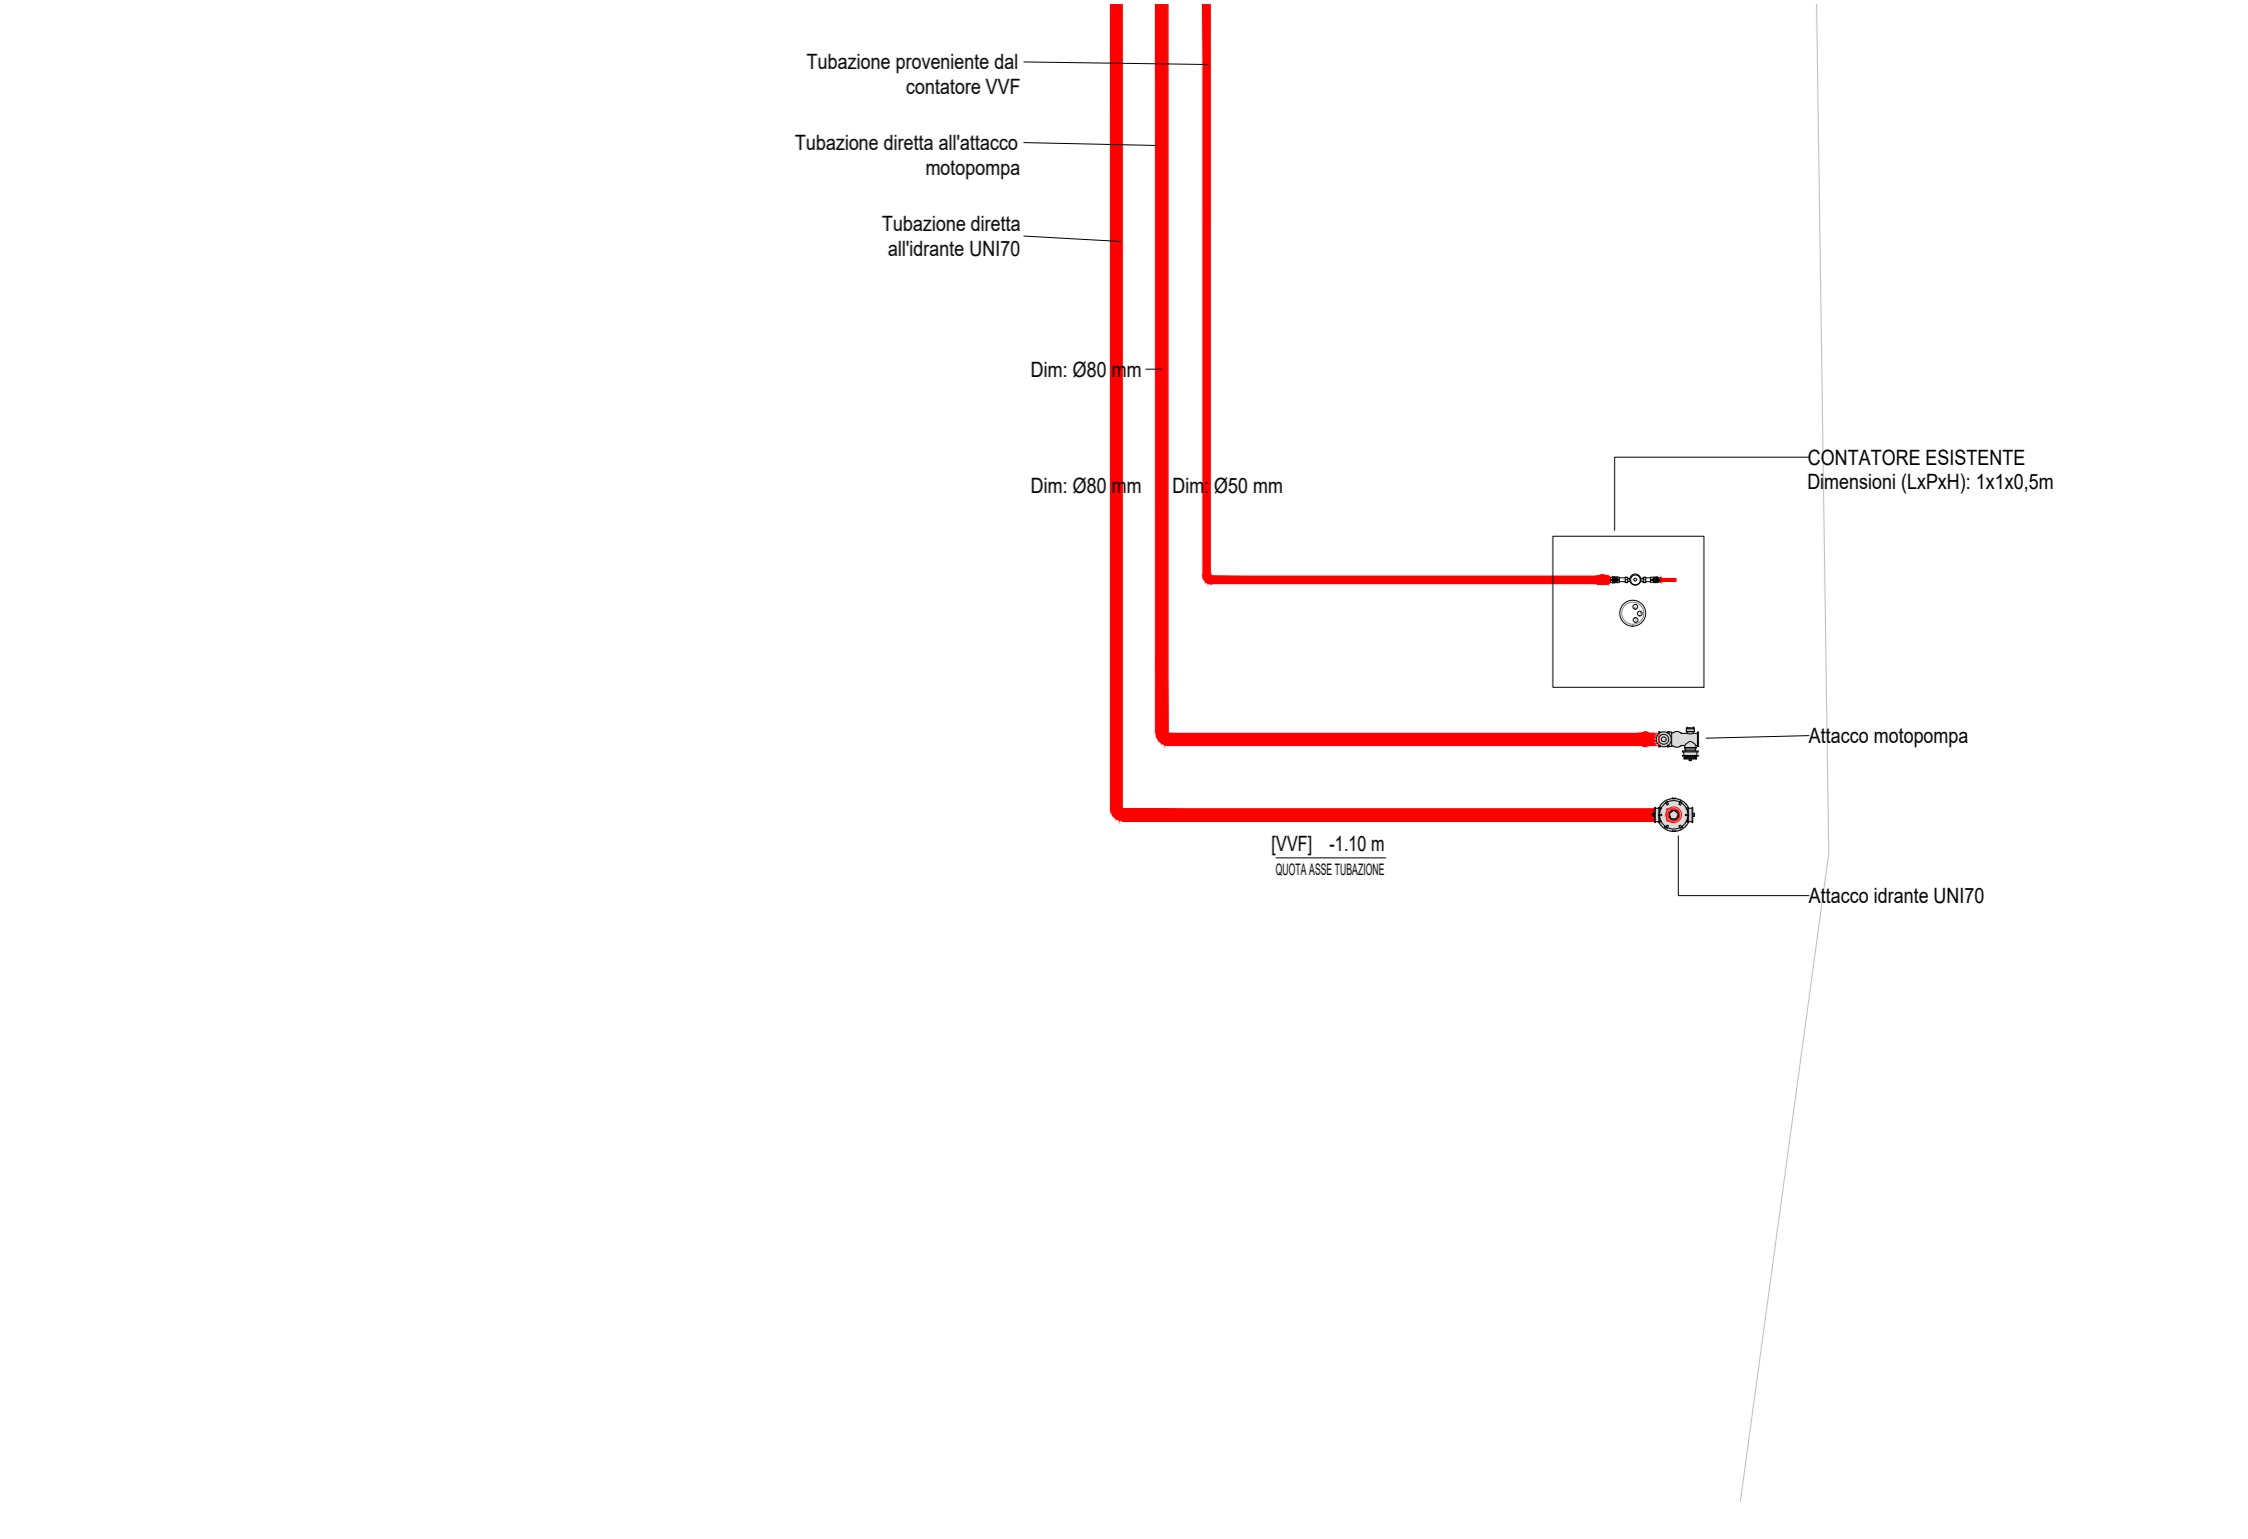 Tubazione proveniente dal
contatore VVF
Tubazione diretta all'attacco
motopompa
Tubazione diretta
all'idrante UNI70
Dim: Ø80 mm
Dim: Ø80 mm
Dim: Ø50 mm
CONTATORE ESISTENTE
Dimensioni (LxPxH): 1x1x0,5m
Attacco motopompa
[VVF] -1.10 m
QUOTA ASSE TUBAZIONE
Attacco idrante UNI70